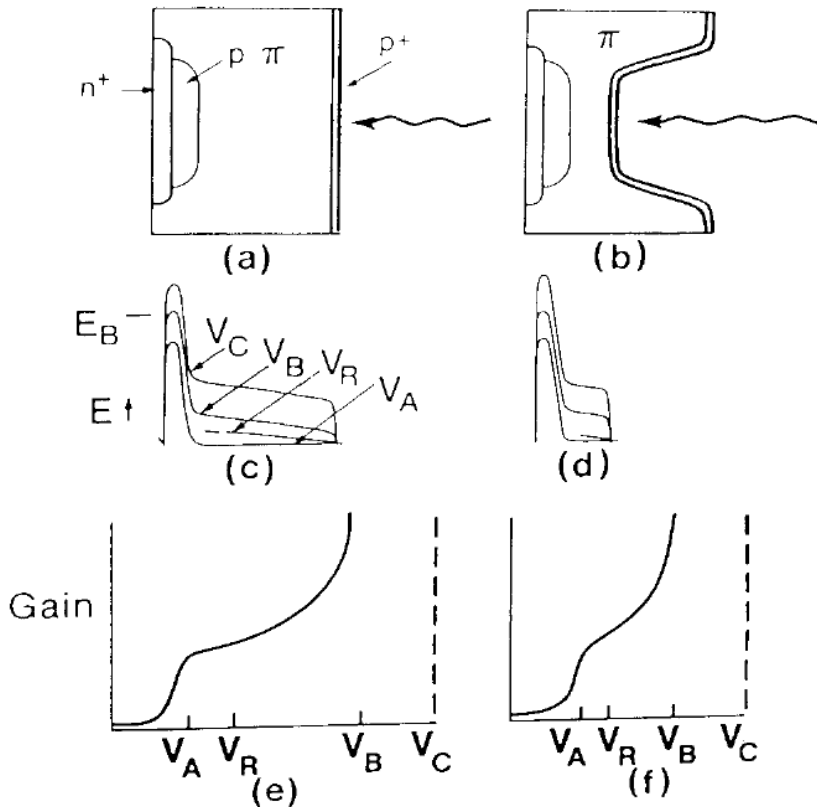 n⁺ p π p⁺ π
(a) (b)
E_B V_C V_B V_R V_A
E ↑
(c) (d)
Gain
V_A V_R V_B V_C V_A V_R V_B V_C
(e) (f)